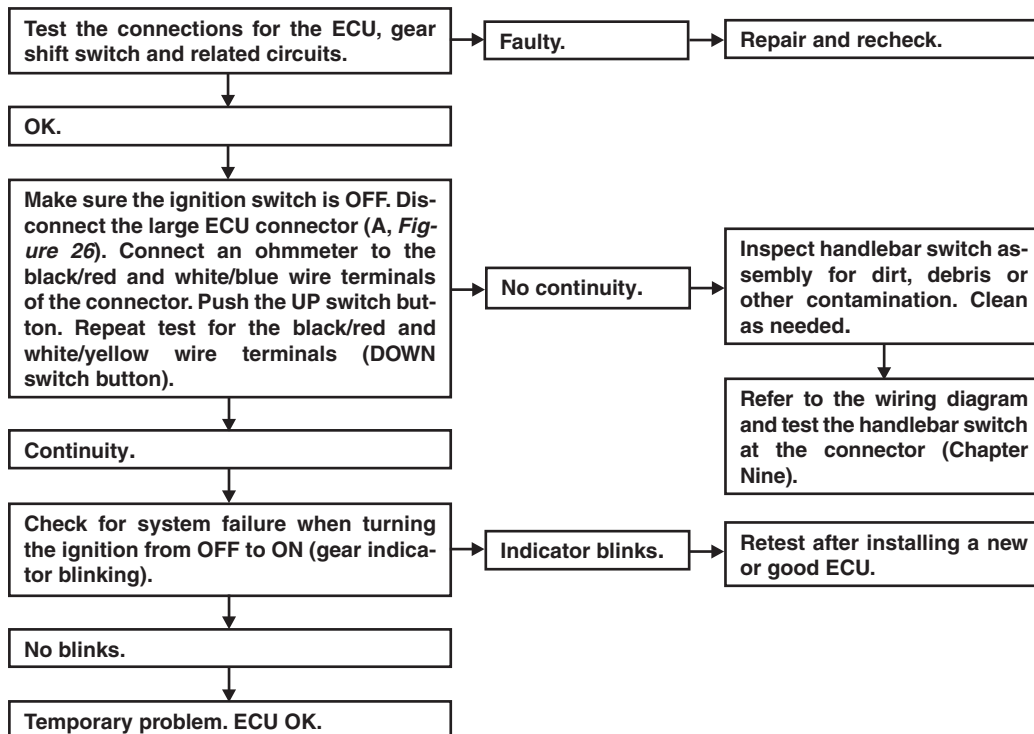 Test the connections for the ECU, gear
shift switch and related circuits.
Faulty.
Repair and recheck.
OK.
Make sure the ignition switch is OFF. Dis-
connect the large ECU connector (A, Fig-
ure 26). Connect an ohmmeter to the
black/red and white/blue wire terminals
of the connector. Push the UP switch but-
ton. Repeat test for the black/red and
white/yellow wire terminals (DOWN
switch button).
No continuity.
Inspect handlebar switch as-
sembly for dirt, debris or
other contamination. Clean
as needed.
Refer to the wiring diagram
and test the handlebar switch
at the connector (Chapter
Nine).
Continuity.
Check for system failure when turning
the ignition from OFF to ON (gear indica-
tor blinking).
Indicator blinks.
Retest after installing a new
or good ECU.
No blinks.
Temporary problem. ECU OK.